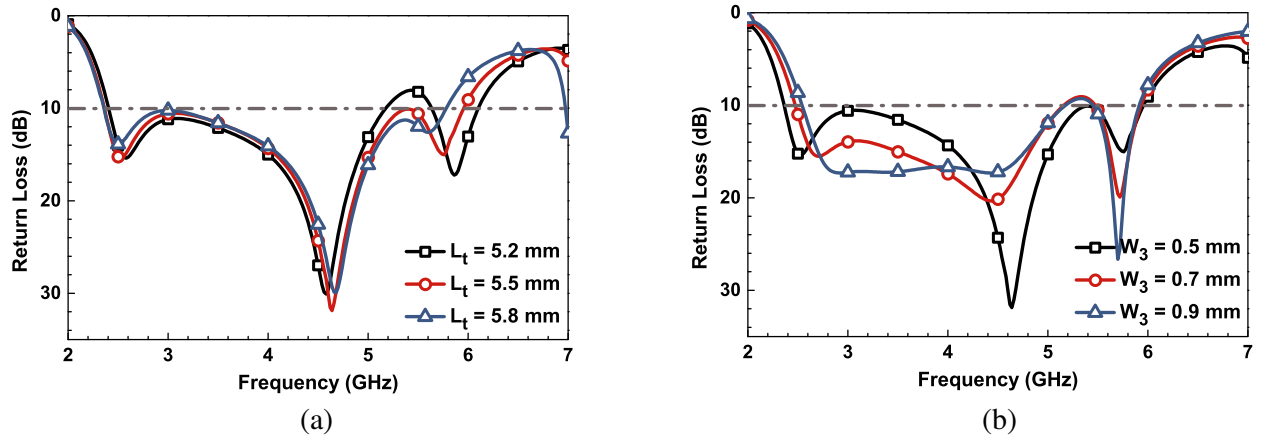 0
10
20
30
Return Loss (dB)
L_t = 5.2 mm
L_t = 5.5 mm
L_t = 5.8 mm
2 3 4 5 6 7
Frequency (GHz)
(a)
0
10
20
30
Return Loss (dB)
W_3 = 0.5 mm
W_3 = 0.7 mm
W_3 = 0.9 mm
2 3 4 5 6 7
Frequency (GHz)
(b)